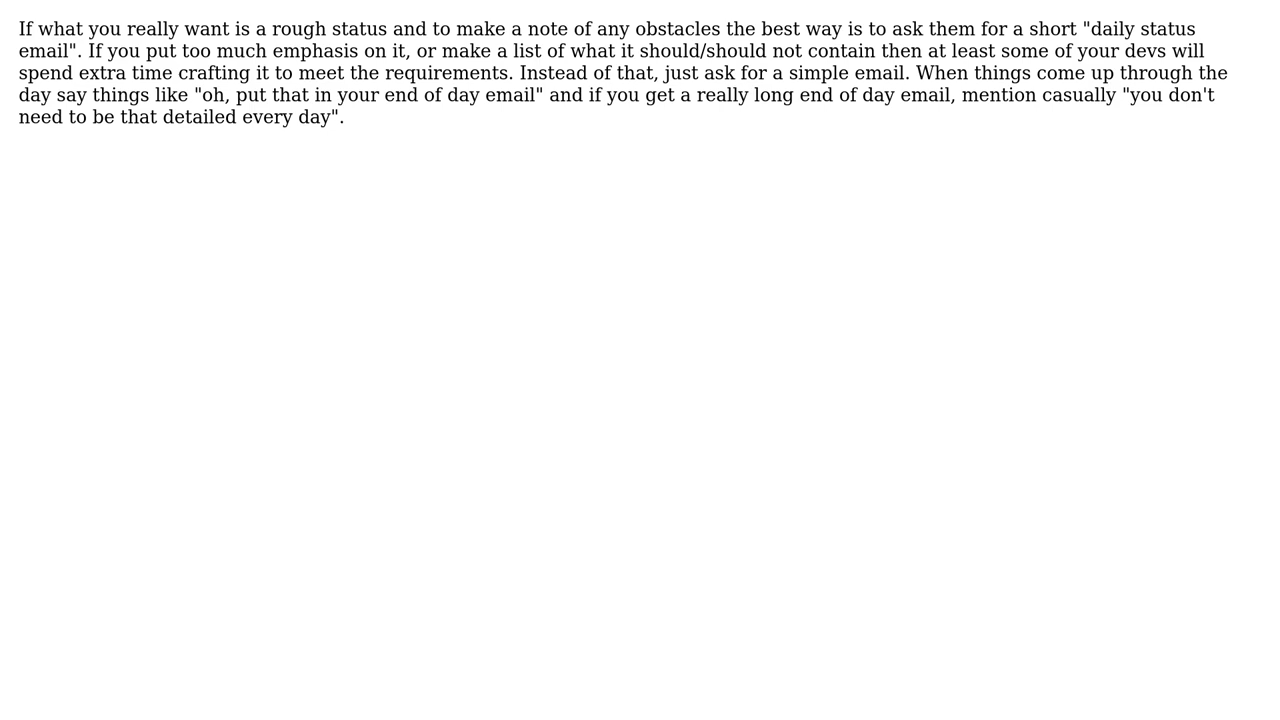 If what you really want is a rough status and to make a note of any obstacles the best way is to ask them for a short "daily status
email". If you put too much emphasis on it, or make a list of what it should/should not contain then at least some of your devs will
spend extra time crafting it to meet the requirements. Instead of that, just ask for a simple email. When things come up through the
day say things like "oh, put that in your end of day email" and if you get a really long end of day email, mention casually "you don't
need to be that detailed every day".